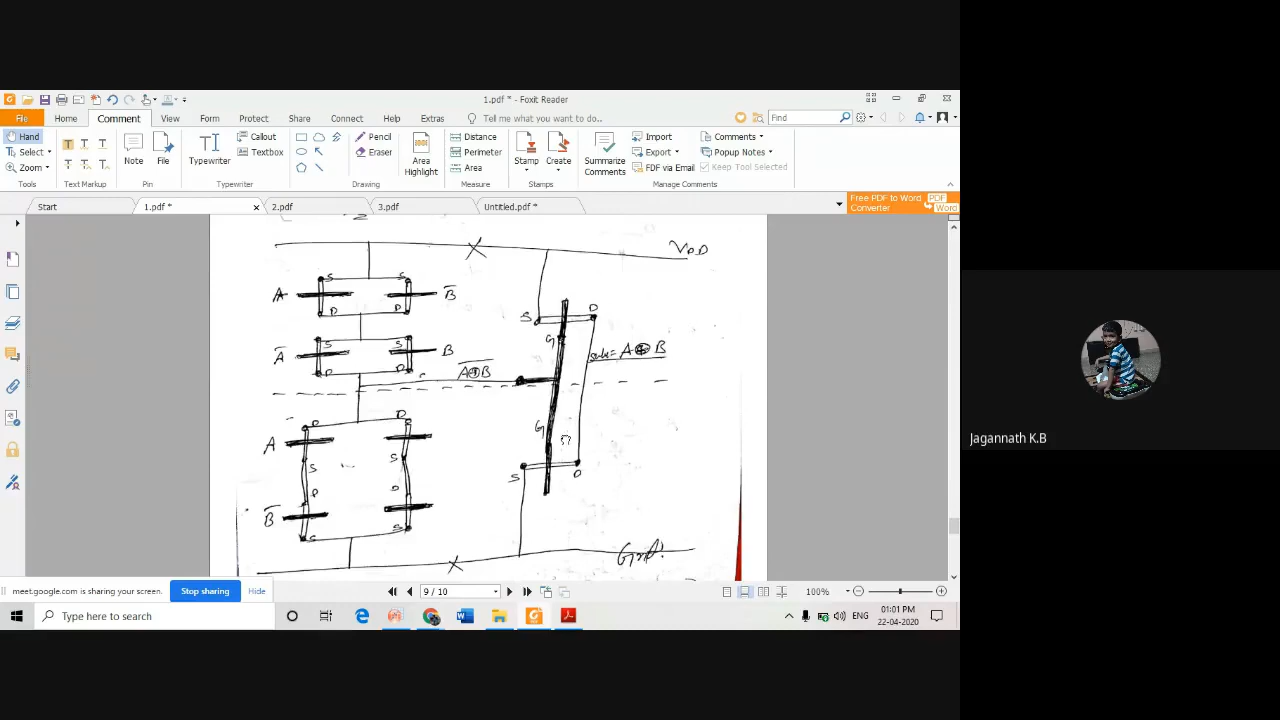 1.pdf * - Foxit Reader
File Home Comment View Form Protect Share Connect Help Extras Tell me what you want to do... Find
Hand Select Zoom Tools
T T T T T T Text Markup
Note File Pin
Typewriter Callout Textbox Typewriter
Pencil Eraser Drawing
Area Highlight
Distance Perimeter Area Measure
Stamp Create Stamps
Summarize Comments Import Export FDF via Email Comments Popup Notes Keep Tool Selected Manage Comments
Start 1.pdf * 2.pdf 3.pdf Untitled.pdf *
Free PDF to Word Converter PDF Word
VDD
S S
A B̅
D D
S D
S S
G
A̅ B
D D
A⊕B
A̅⊕̅B̅
D D
A
S S
G
D D
B̅
S S
S D
Gnd.
Jagannath K.B
meet.google.com is sharing your screen. Stop sharing Hide
9 / 10
100%
Type here to search
ENG
01:01 PM
22-04-2020